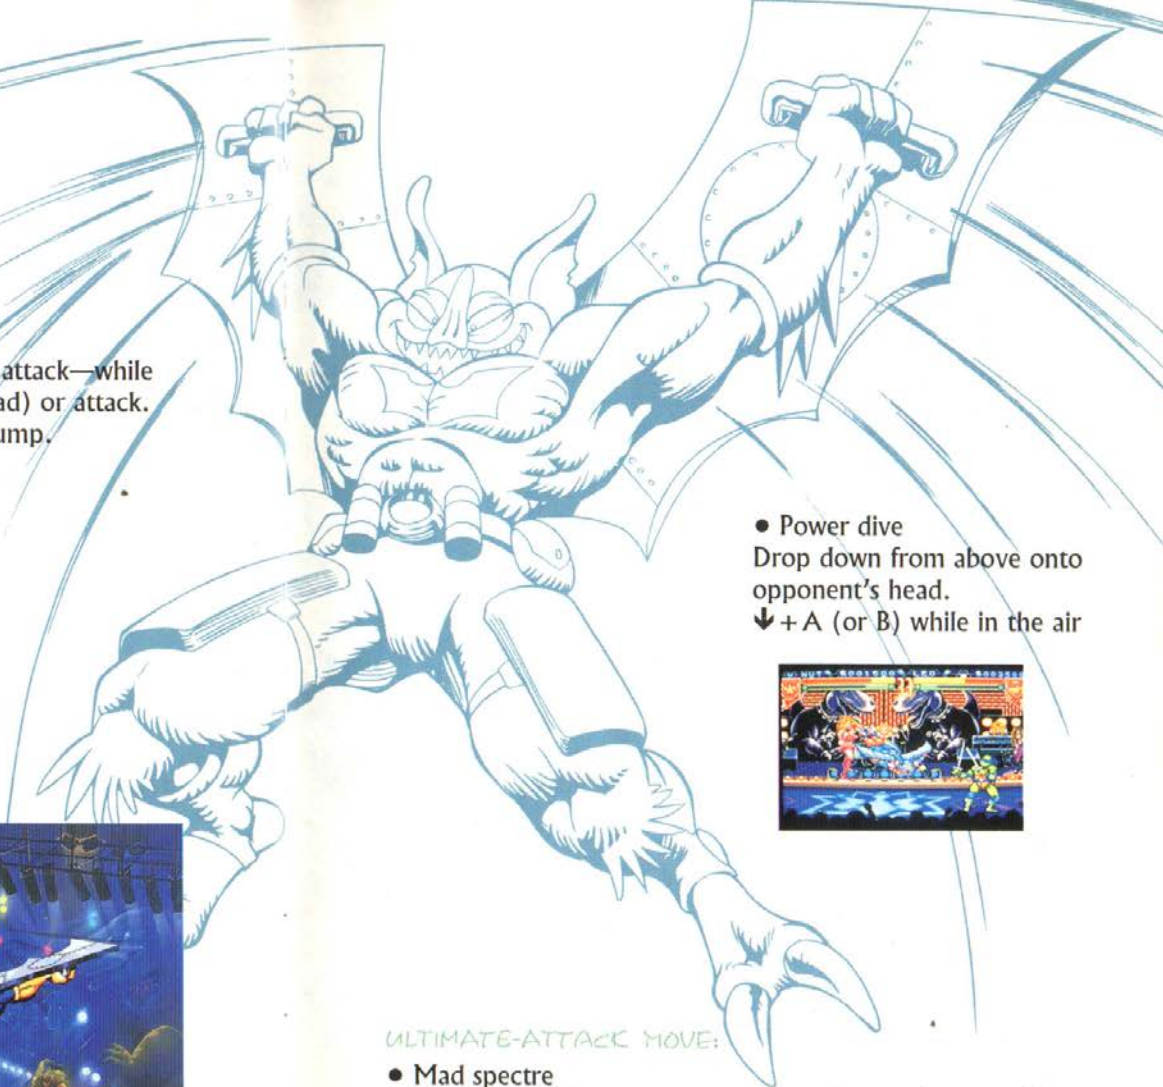 attack—while
ad) or attack.
ump.
• Power dive
Drop down from above onto
opponent's head.
↓ + A (or B) while in the air
ULTIMATE-ATTACK MOVE:
• Mad spectre